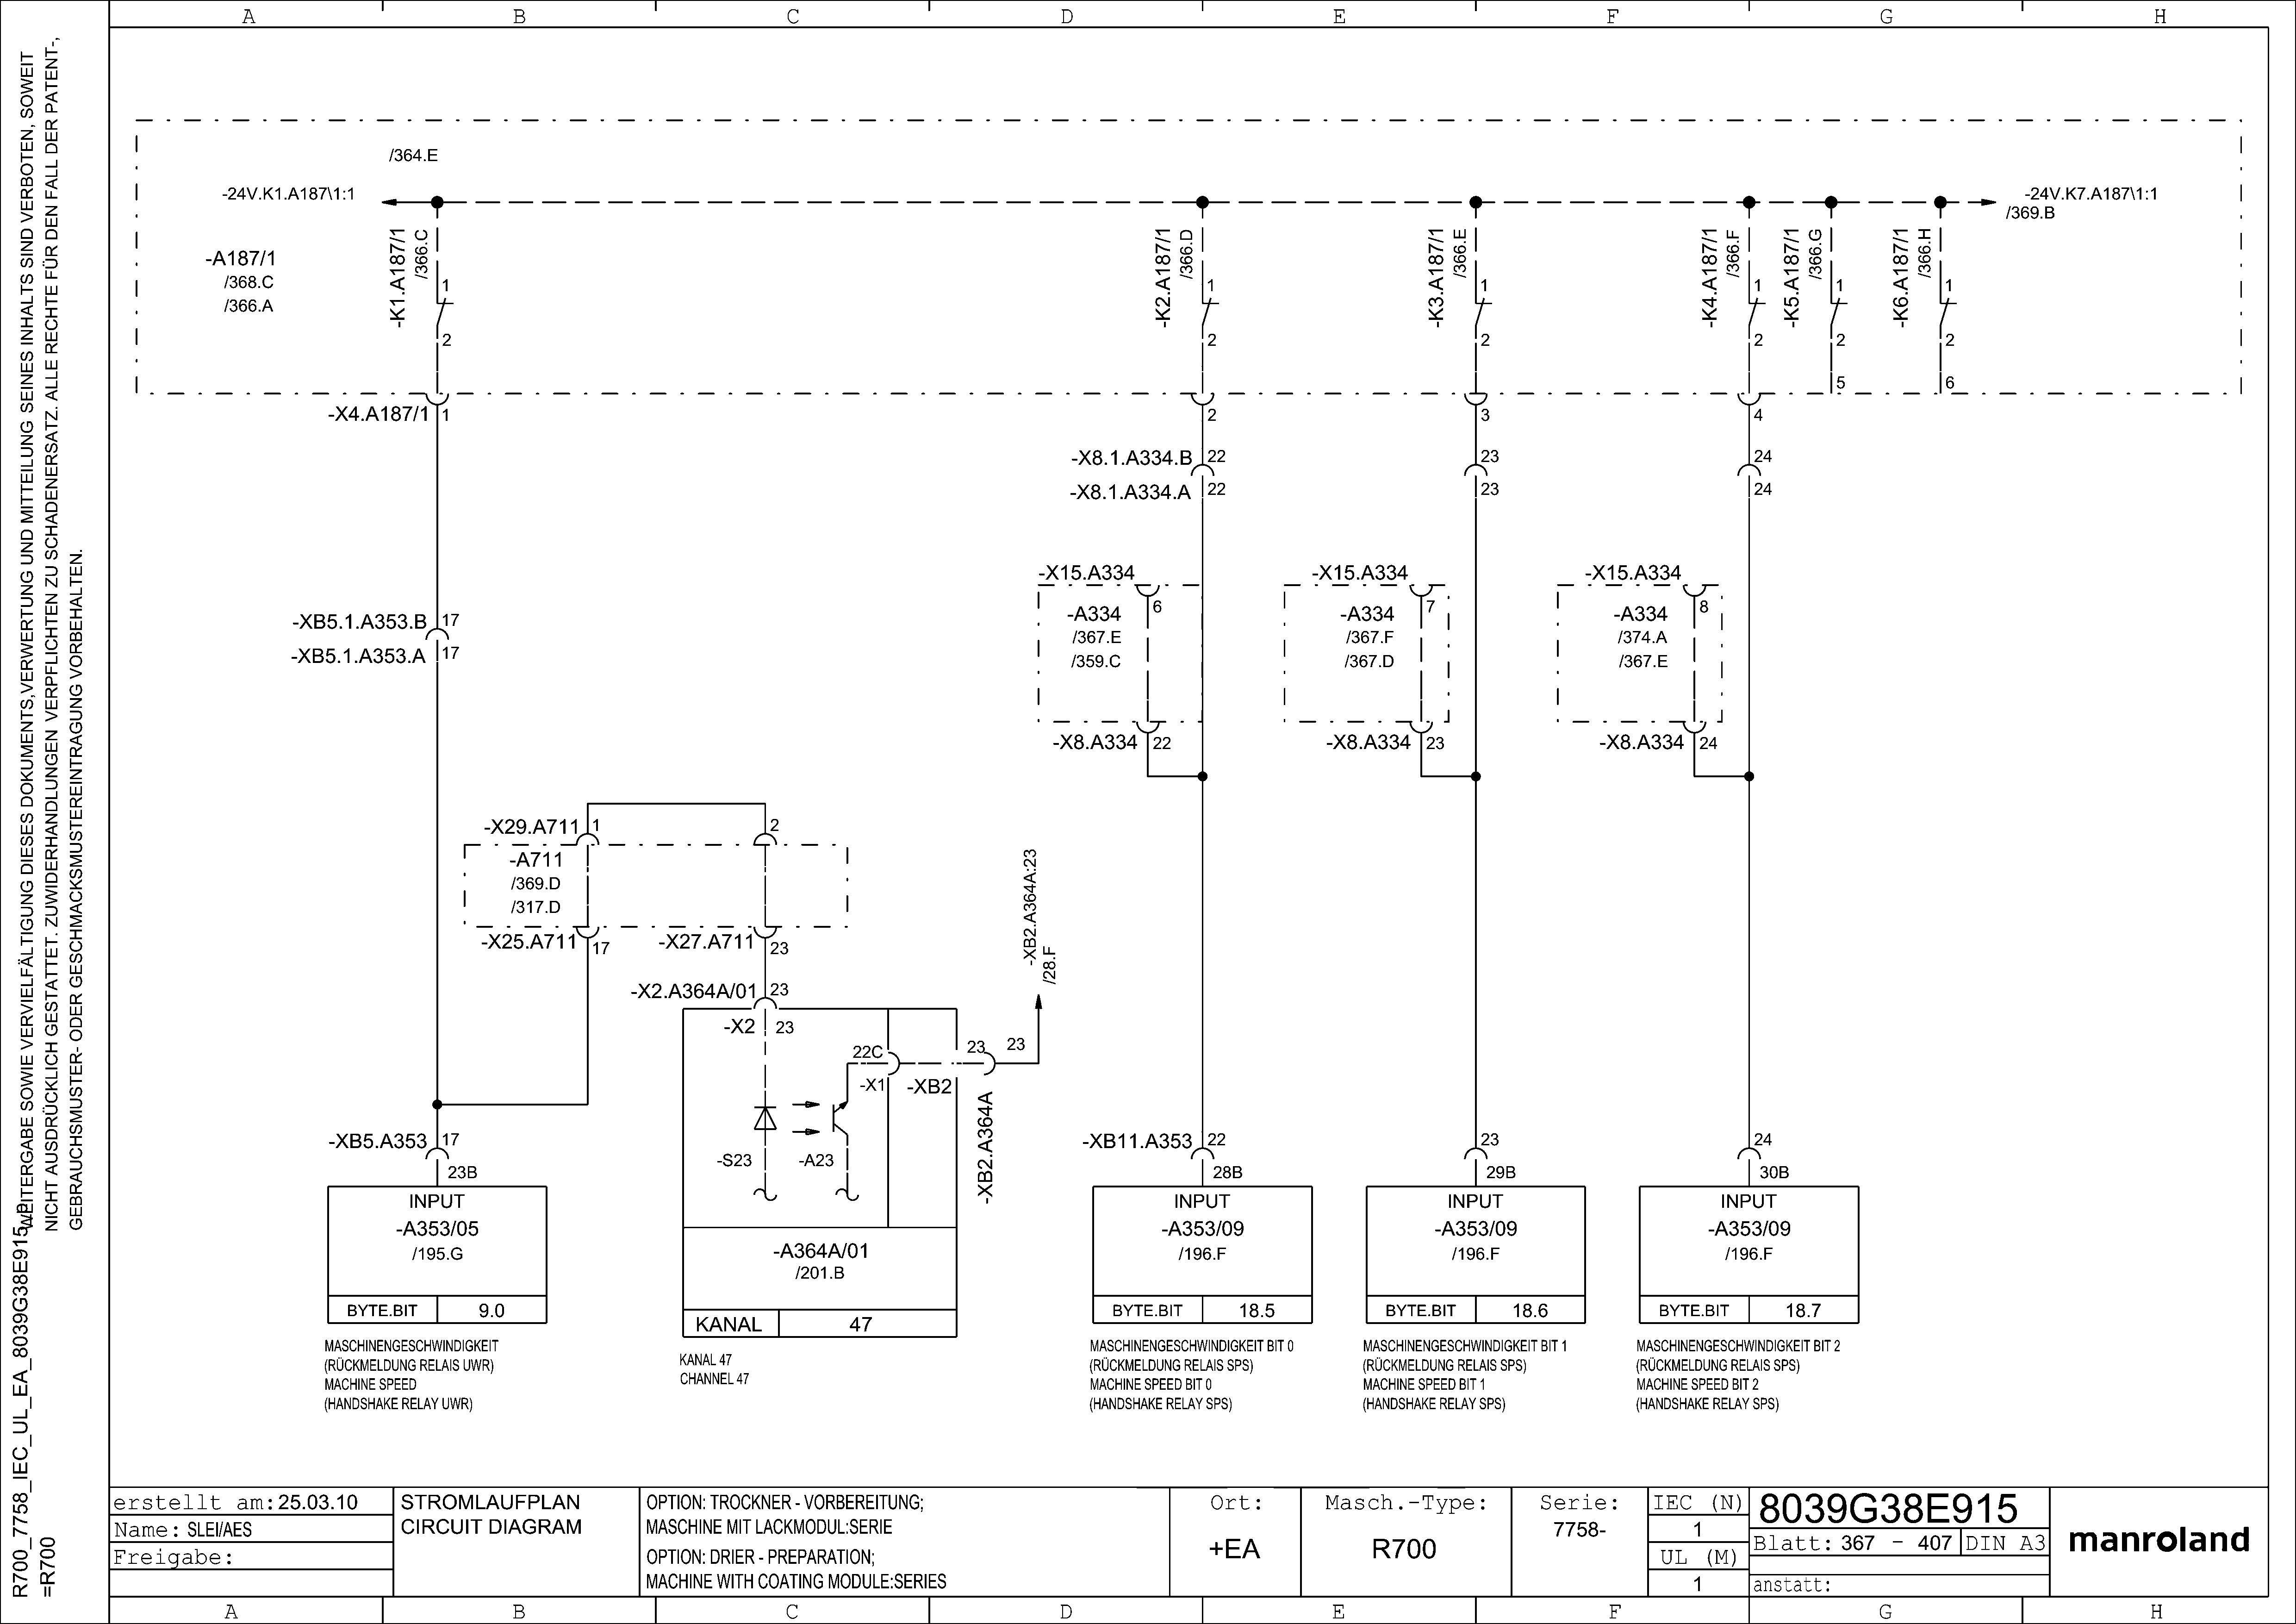 A B C D E F G H
WEITERGABE SOWIE VERVIELFÄLTIGUNG DIESES DOKUMENTS,VERWERTUNG UND MITTEILUNG SEINES INHALTS SIND VERBOTEN, SOWEIT
NICHT AUSDRÜCKLICH GESTATTET. ZUWIDERHANDLUNGEN VERPFLICHTEN ZU SCHADENERSATZ. ALLE RECHTE FÜR DEN FALL DER PATENT-,
GEBRAUCHSMUSTER- ODER GESCHMACKSMUSTEREINTRAGUNG VORBEHALTEN.
/364.E
-24V.K1.A187\1:1
-24V.K7.A187\1:1
/369.B
-A187/1
/368.C
/366.A
-K1.A187/1
/366.C
-K2.A187/1
/366.D
-K3.A187/1
/366.E
-K4.A187/1
/366.F
-K5.A187/1
/366.G
-K6.A187/1
/366.H
1 1 1 1 1 1
2 2 2 2 2 2
5 6
-X4.A187/1 1 2 3 4
-X8.1.A334.B 22 23 24
-X8.1.A334.A 22 23 24
-X15.A334 -X15.A334 -X15.A334
-A334 6 -A334 7 -A334 8
/367.E /367.F /374.A
/359.C /367.D /367.E
-XB5.1.A353.B 17
-XB5.1.A353.A 17
-X8.A334 22 -X8.A334 23 -X8.A334 24
-X29.A711 1 2
-A711
/369.D
/317.D
-X25.A711 17 -X27.A711 23
-XB2.A364A:23
/28.F
-X2.A364A/01 23
-X2 23
22C 23 23
-X1 -XB2
-XB2.A364A
-S23 -A23
-XB5.A353 17 -XB11.A353 22 23 24
23B 28B 29B 30B
INPUT INPUT INPUT INPUT
-A353/05 -A353/09 -A353/09 -A353/09
/195.G /196.F /196.F /196.F
-A364A/01
/201.B
BYTE.BIT 9.0 BYTE.BIT 18.5 BYTE.BIT 18.6 BYTE.BIT 18.7
KANAL 47
MASCHINENGESCHWINDIGKEIT
(RÜCKMELDUNG RELAIS UWR)
MACHINE SPEED
(HANDSHAKE RELAY UWR)
KANAL 47
CHANNEL 47
MASCHINENGESCHWINDIGKEIT BIT 0
(RÜCKMELDUNG RELAIS SPS)
MACHINE SPEED BIT 0
(HANDSHAKE RELAY SPS)
MASCHINENGESCHWINDIGKEIT BIT 1
(RÜCKMELDUNG RELAIS SPS)
MACHINE SPEED BIT 1
(HANDSHAKE RELAY SPS)
MASCHINENGESCHWINDIGKEIT BIT 2
(RÜCKMELDUNG RELAIS SPS)
MACHINE SPEED BIT 2
(HANDSHAKE RELAY SPS)
=R700
erstellt am: 25.03.10
Name: SLEI/AES
Freigabe:
STROMLAUFPLAN
CIRCUIT DIAGRAM
OPTION: TROCKNER - VORBEREITUNG;
MASCHINE MIT LACKMODUL:SERIE
OPTION: DRIER - PREPARATION;
MACHINE WITH COATING MODULE:SERIES
Ort:
+EA
Masch.-Type:
R700
Serie:
7758-
IEC (N)
1
UL (M)
1
8039G38E915
Blatt: 367 - 407 DIN A3
anstatt:
manroland
A B C D E F G H